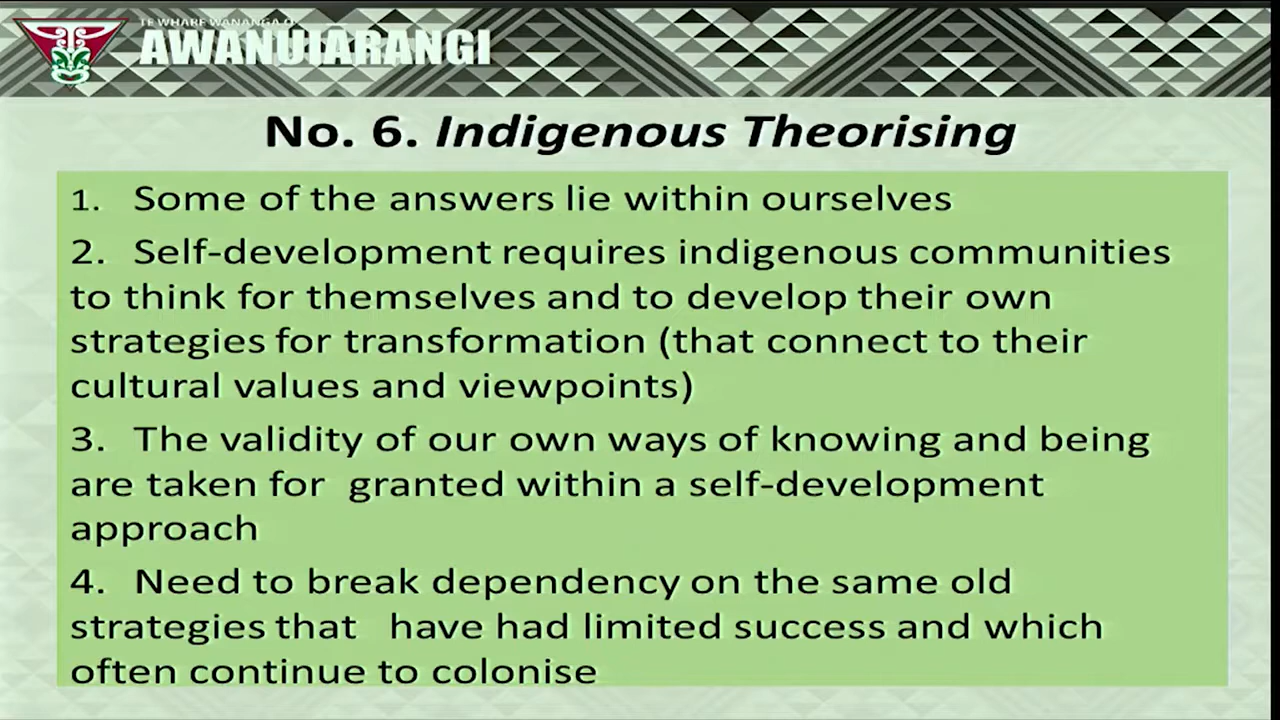 TE WHARE WANANGA O
AWANUIARANGI
No. 6. Indigenous Theorising
1. Some of the answers lie within ourselves
2. Self-development requires indigenous communities
to think for themselves and to develop their own
strategies for transformation (that connect to their
cultural values and viewpoints)
3. The validity of our own ways of knowing and being
are taken for granted within a self-development
approach
4. Need to break dependency on the same old
strategies that have had limited success and which
often continue to colonise